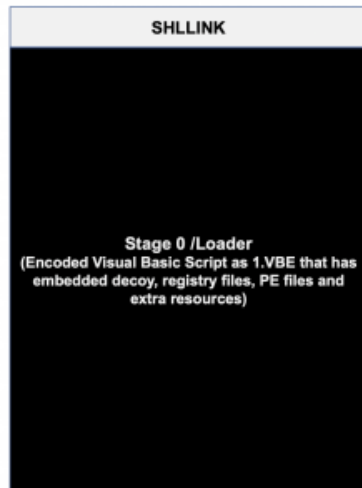 SHLLINK
Stage 0 /Loader
(Encoded Visual Basic Script as 1.VBE that has
embedded decoy, registry files, PE files and
extra resources)